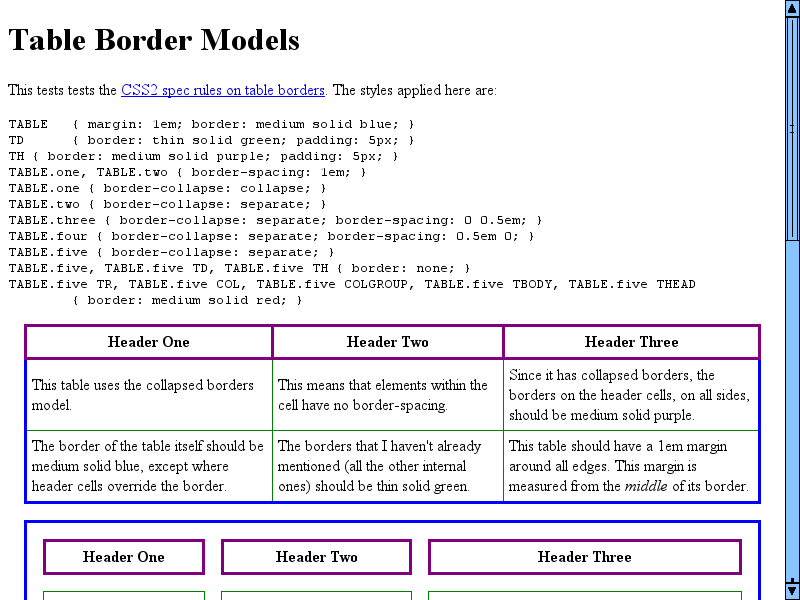 Table Border Models
This tests tests the CSS2 spec rules on table borders. The styles applied here are:
TABLE   { margin: 1em; border: medium solid blue; }
TD      { border: thin solid green; padding: 5px; }
TH { border: medium solid purple; padding: 5px; }
TABLE.one, TABLE.two { border-spacing: 1em; }
TABLE.one { border-collapse: collapse; }
TABLE.two { border-collapse: separate; }
TABLE.three { border-collapse: separate; border-spacing: 0 0.5em; }
TABLE.four { border-collapse: separate; border-spacing: 0.5em 0; }
TABLE.five { border-collapse: separate; }
TABLE.five, TABLE.five TD, TABLE.five TH { border: none; }
TABLE.five TR, TABLE.five COL, TABLE.five COLGROUP, TABLE.five TBODY, TABLE.five THEAD
        { border: medium solid red; }
Header One
Header Two
Header Three
This table uses the collapsed borders
model.
This means that elements within the
cell have no border-spacing.
Since it has collapsed borders, the
borders on the header cells, on all sides,
should be medium solid purple.
The border of the table itself should be
medium solid blue, except where
header cells override the border.
The borders that I haven't already
mentioned (all the other internal
ones) should be thin solid green.
This table should have a 1em margin
around all edges. This margin is
measured from the middle of its border.
Header One
Header Two
Header Three